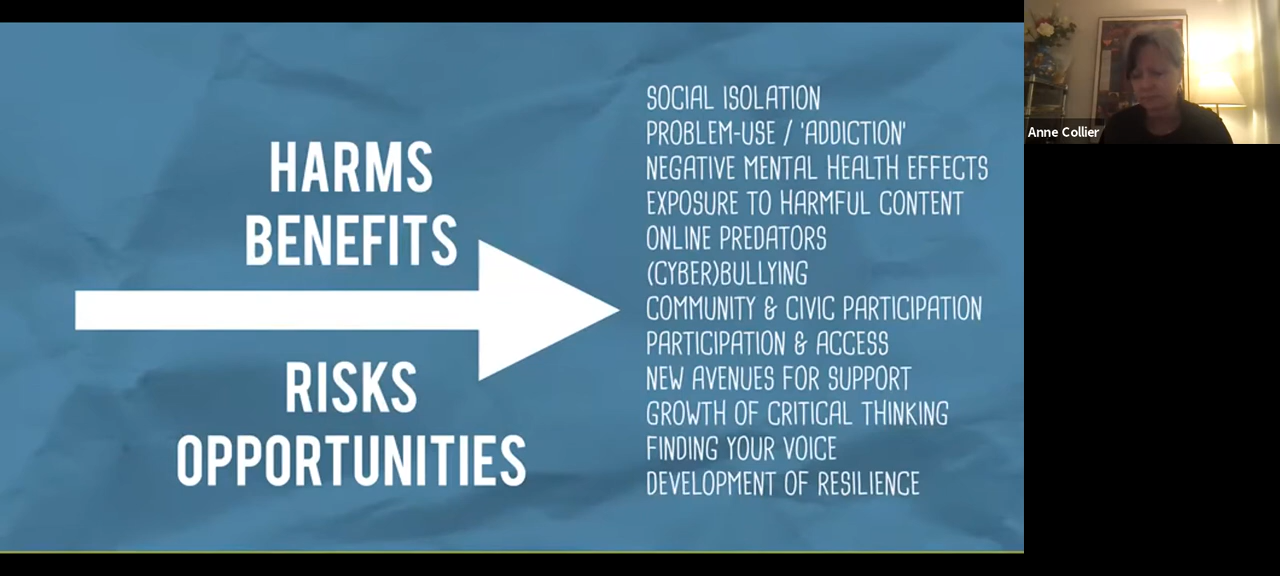 HARMS
BENEFITS
RISKS
OPPORTUNITIES
SOCIAL ISOLATION
PROBLEM-USE / 'ADDICTION'
NEGATIVE MENTAL HEALTH EFFECTS
EXPOSURE TO HARMFUL CONTENT
ONLINE PREDATORS
(CYBER)BULLYING
COMMUNITY & CIVIC PARTICIPATION
PARTICIPATION & ACCESS
NEW AVENUES FOR SUPPORT
GROWTH OF CRITICAL THINKING
FINDING YOUR VOICE
DEVELOPMENT OF RESILIENCE
Anne Collier